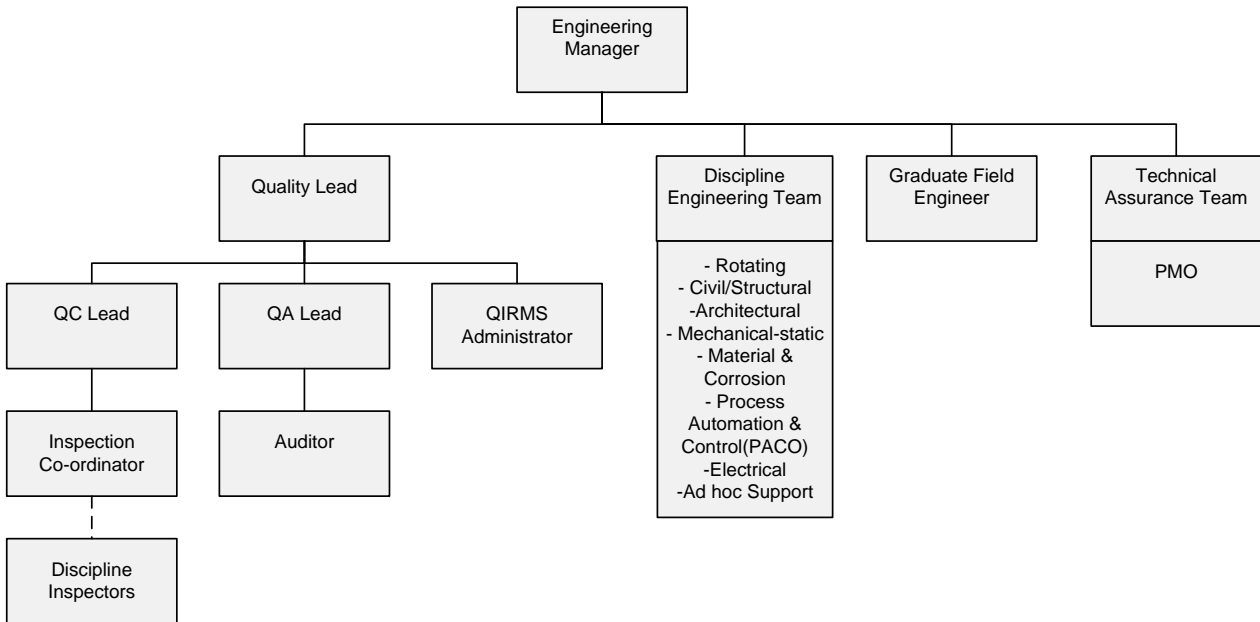 Engineering
Manager
Quality Lead
Discipline
Engineering Team
Graduate Field
Engineer
Technical
Assurance Team
- Rotating
- Civil/Structural
-Architectural
- Mechanical-static
- Material &
Corrosion
- Process
Automation &
Control(PACO)
-Electrical
-Ad hoc Support
PMO
QC Lead
QA Lead
QIRMS
Administrator
Inspection
Co-ordinator
Auditor
Discipline
Inspectors